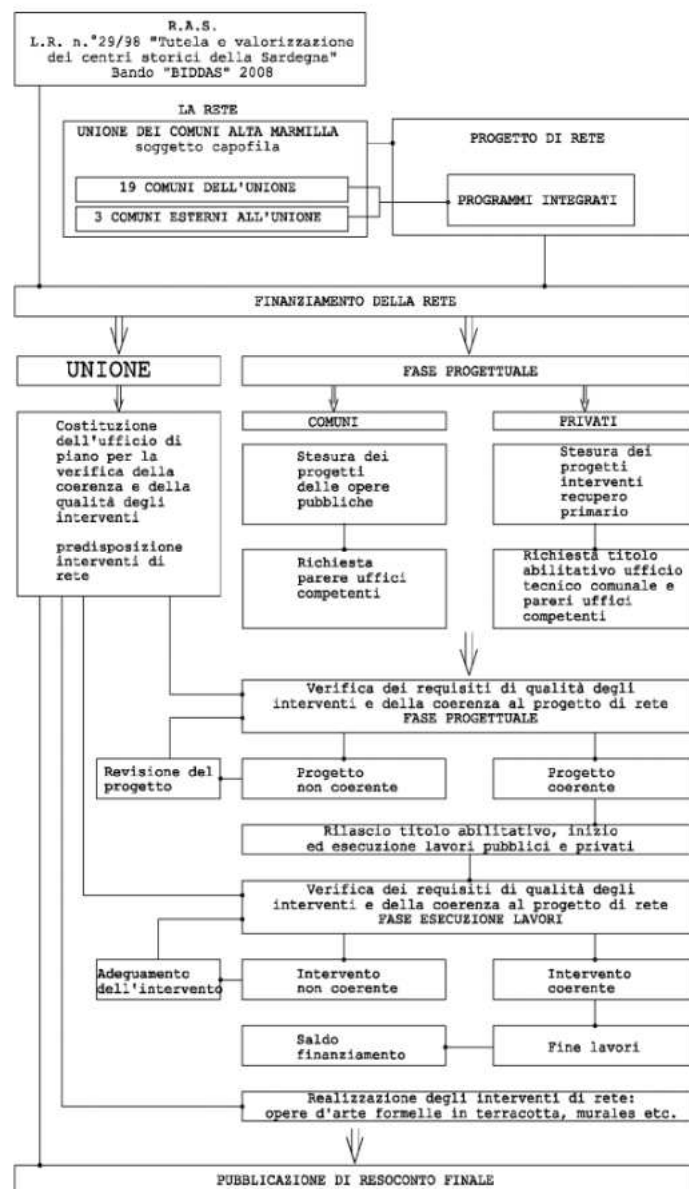 R.A.S.
L.R. n.°29/98 "Tutela e valorizzazione
dei centri storici della Sardegna"
Bando "BIDDAS" 2008
LA RETE
UNIONE DEI COMUNI ALTA MARMILLA
soggetto capofila
19 COMUNI DELL'UNIONE
3 COMUNI ESTERNI ALL'UNIONE
PROGETTO DI RETE
PROGRAMMI INTEGRATI
FINANZIAMENTO DELLA RETE
UNIONE
Costituzione
dell'ufficio di
piano per la
verifica della
coerenza e della
qualità degli
interventi
predisposizione
interventi di
rete
FASE PROGETTUALE
COMUNI
PRIVATI
Stesura dei
progetti
delle opere
pubbliche
Stesura dei
progetti
interventi
recupero
primario
Richiesta
parere uffici
competenti
Richiesta titolo
abilitativo ufficio
tecnico comunale e
pareri uffici
competenti
Verifica dei requisiti di qualità degli
interventi e della coerenza al progetto di rete
FASE PROGETTUALE
Revisione del
progetto
Progetto
non coerente
Progetto
coerente
Rilascio titolo abilitativo, inizio
ed esecuzione lavori pubblici e privati
Verifica dei requisiti di qualità degli
interventi e della coerenza al progetto di rete
FASE ESECUZIONE LAVORI
Adeguamento
dell'intervento
Intervento
non coerente
Intervento
coerente
Saldo
finanziamento
Fine lavori
Realizzazione degli interventi di rete:
opere d'arte formelle in terracotta, murales etc.
PUBBLICAZIONE DI RESOCONTO FINALE